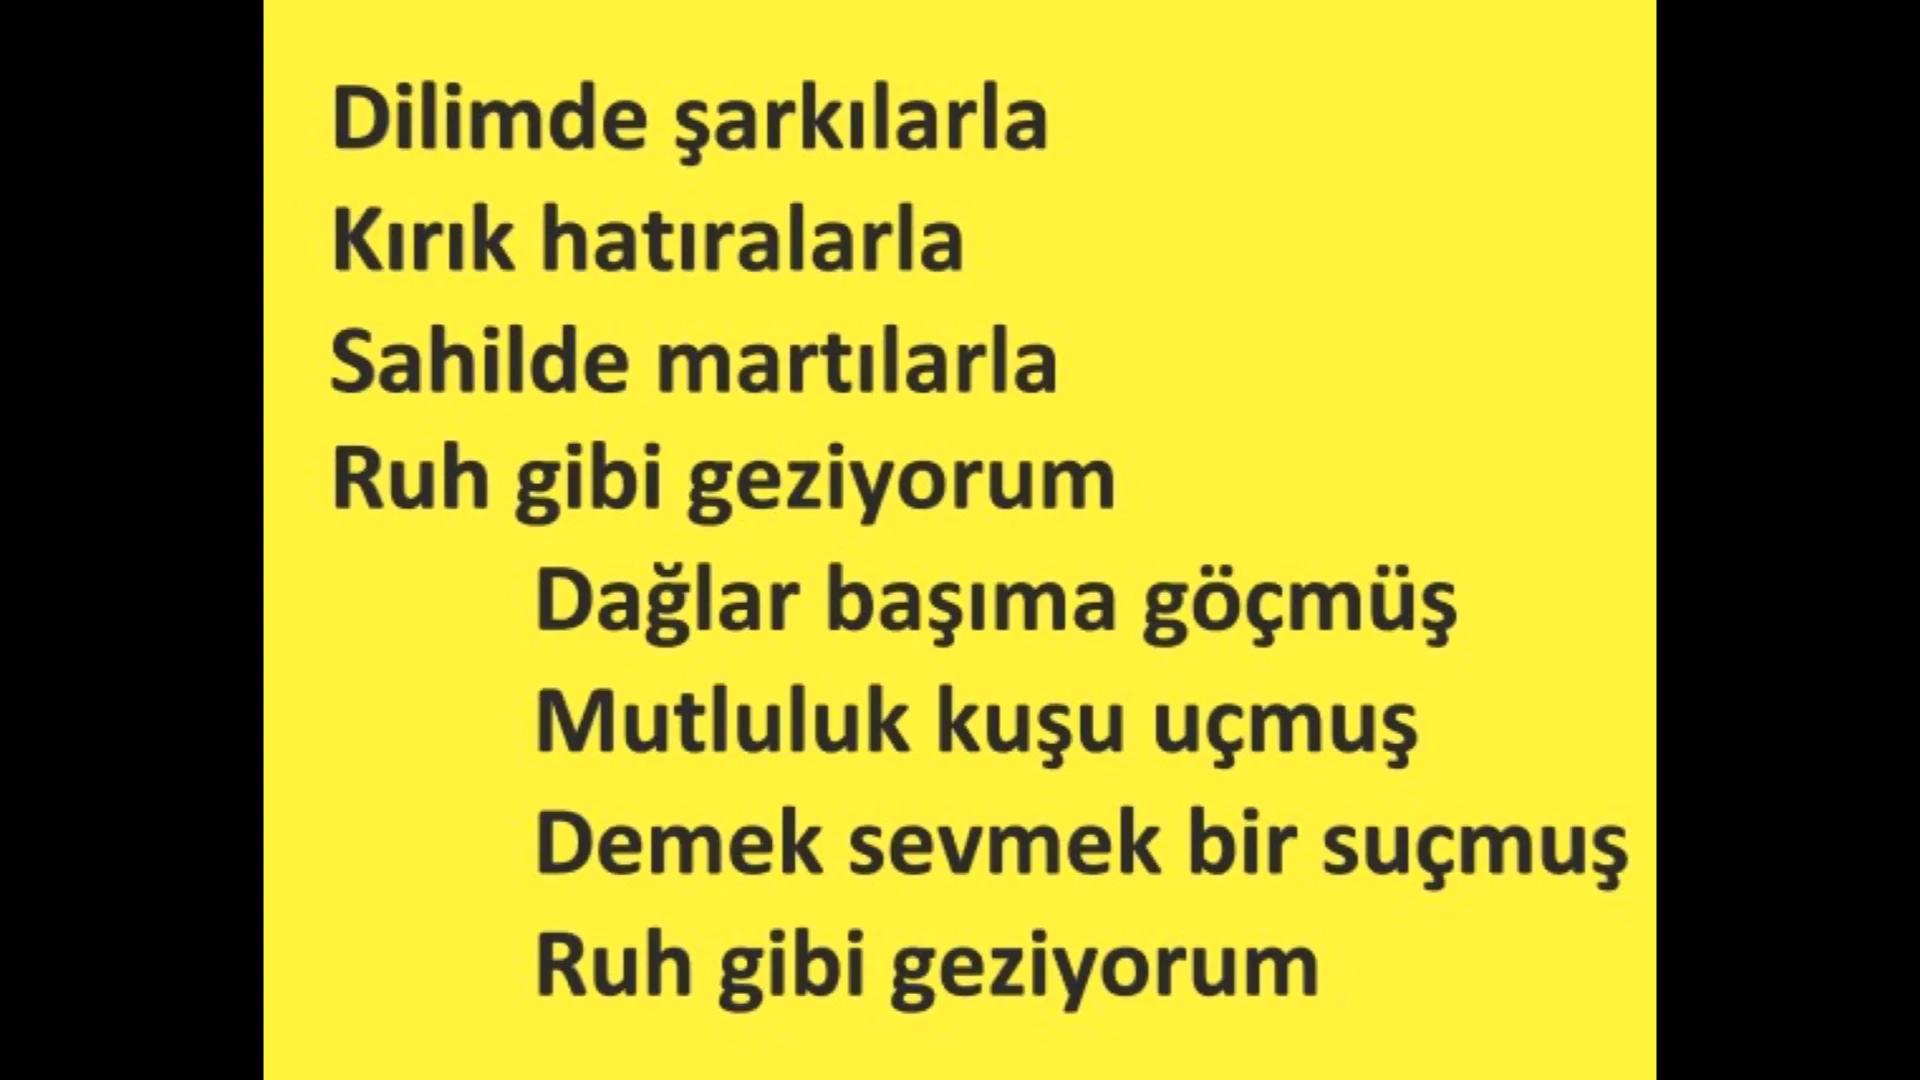 Dilimde şarkılarla
Kırık hatıralarla
Sahilde martılarla
Ruh gibi geziyorum
Dağlar başıma göçmüş
Mutluluk kuşu uçmuş
Demek sevmek bir suçmuş
Ruh gibi geziyorum